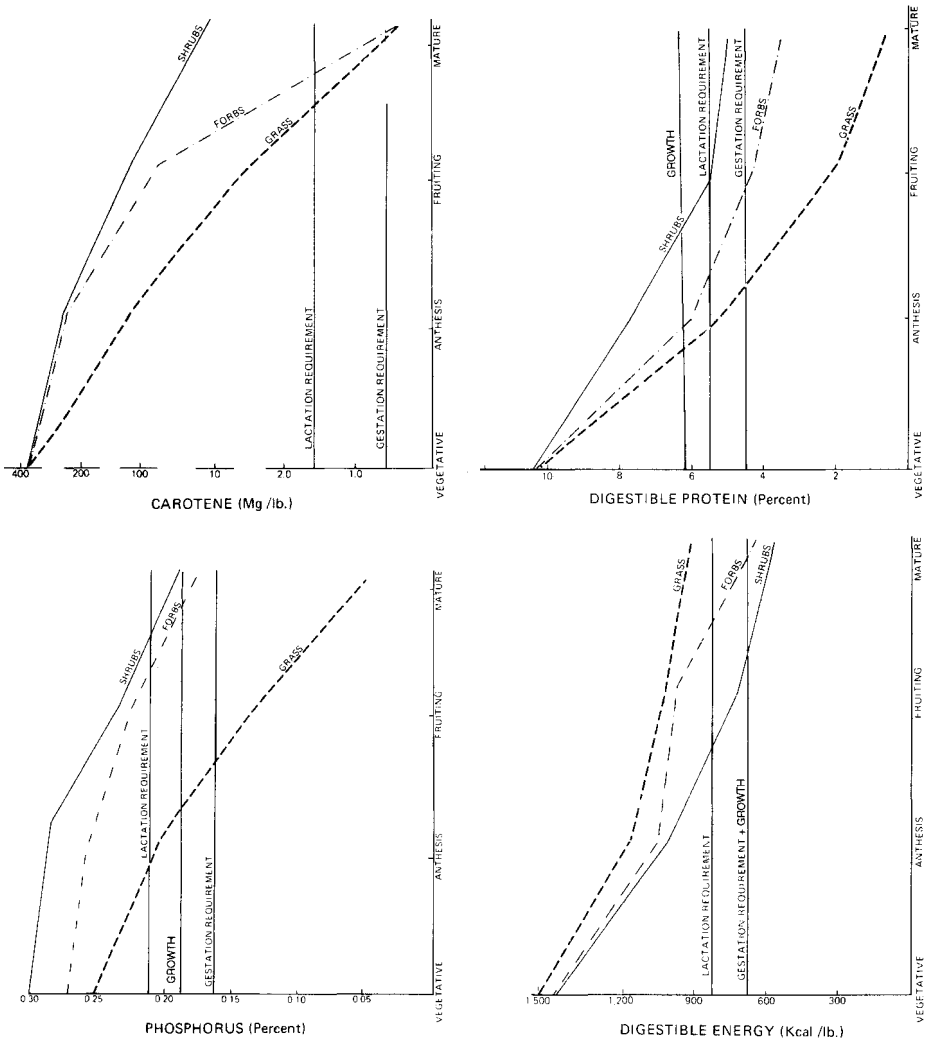 SHRUBS
FORBS
GRASS
LACTATION REQUIREMENT
GESTATION REQUIREMENT
MATURE
FRUITING
ANTHESIS
VEGETATIVE
400 200 100 10 2.0 1.0
CAROTENE (Mg /lb.)
GROWTH
LACTATION REQUIREMENT
GESTATION REQUIREMENT
FORBS
GRASS
SHRUBS
MATURE
FRUITING
ANTHESIS
VEGETATIVE
10 8 6 4 2 0
DIGESTIBLE PROTEIN (Percent)
SHRUBS
FORBS
GRASS
LACTATION REQUIREMENT
GROWTH
GESTATION REQUIREMENT
MATURE
FRUITING
ANTHESIS
VEGETATIVE
0.30 0.25 0.20 0.15 0.10 0.05
PHOSPHORUS (Percent)
GRASS
FORBS
SHRUBS
LACTATION REQUIREMENT
GESTATION REQUIREMENT + GROWTH
MATURE
FRUITING
ANTHESIS
VEGETATIVE
1 500 1 200 900 600 300
DIGESTIBLE ENERGY (Kcal /lb.)